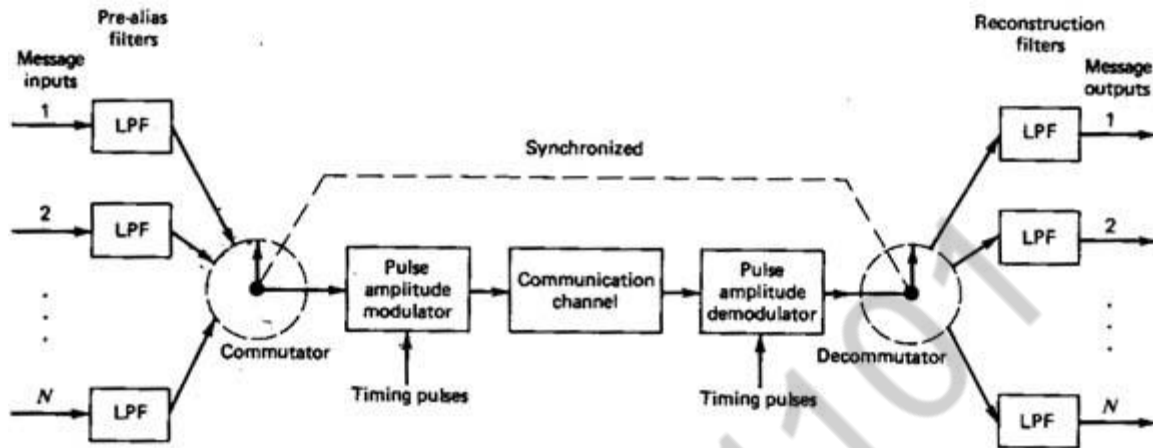 Pre-alias
filters
Message
inputs
1
LPF
2
LPF
N
LPF
Commutator
Synchronized
Pulse
amplitude
modulator
Timing pulses
Communication
channel
Pulse
amplitude
demodulator
Timing pulses
Decommutator
Reconstruction
filters
Message
outputs
LPF
1
LPF
2
LPF
N
1101